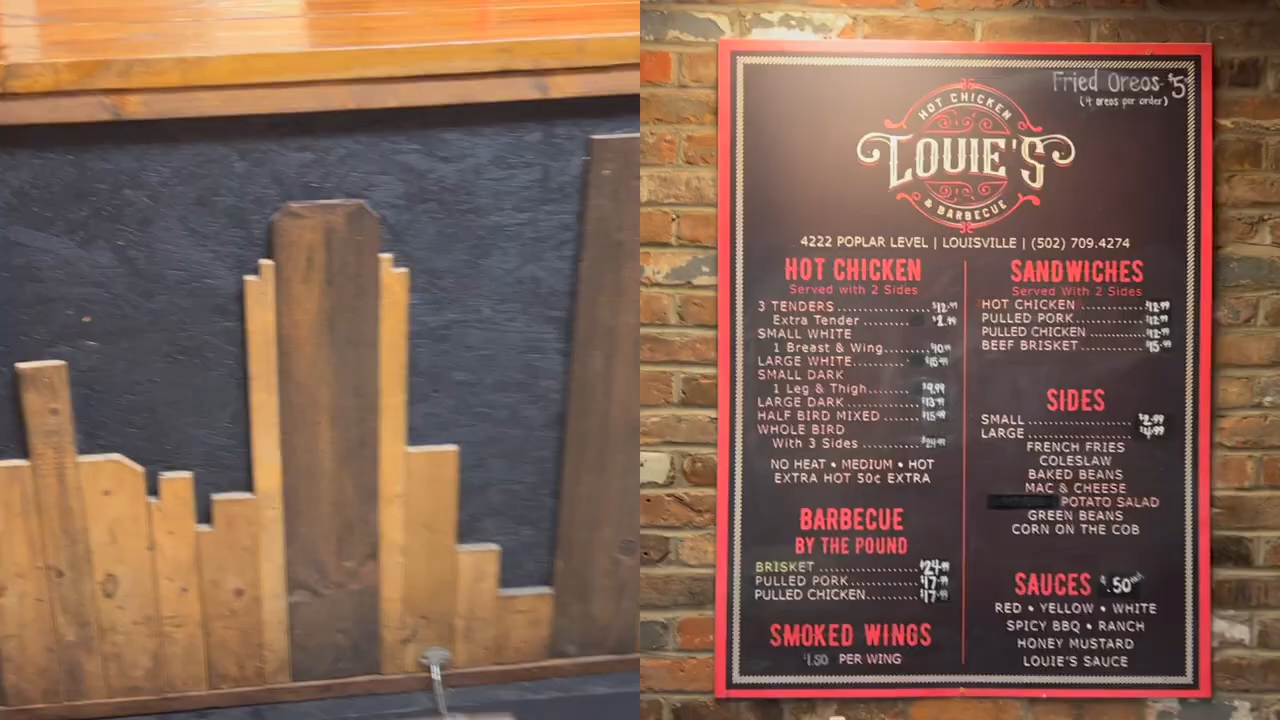 Fried Oreos $5
(4 oreos per order)
HOT CHICKEN
LOUIE'S
& BARBECUE
4222 POPLAR LEVEL | LOUISVILLE | (502) 709.4274
HOT CHICKEN
Served with 2 Sides
3 TENDERS.................$12.99
Extra Tender.........$2.99
SMALL WHITE
1 Breast & Wing.........$10.99
LARGE WHITE..............$15.99
SMALL DARK
1 Leg & Thigh...........$9.99
LARGE DARK...............$13.99
HALF BIRD MIXED.........$15.99
WHOLE BIRD
With 3 Sides
NO HEAT • MEDIUM • HOT
EXTRA HOT 50¢ EXTRA
BARBECUE
BY THE POUND
BRISKET....................$24.99
PULLED PORK.............$17.99
PULLED CHICKEN.........$17.99
SMOKED WINGS
$1.50 PER WING
SANDWICHES
Served With 2 Sides
HOT CHICKEN..............$12.99
PULLED PORK..............$12.99
PULLED CHICKEN...........$12.99
BEEF BRISKET..............$15.99
SIDES
SMALL......................$2.99
LARGE......................$4.99
FRENCH FRIES
COLESLAW
BAKED BEANS
MAC & CHEESE
POTATO SALAD
GREEN BEANS
CORN ON THE COB
SAUCES $.50
RED • YELLOW • WHITE
SPICY BBQ • RANCH
HONEY MUSTARD
LOUIE'S SAUCE